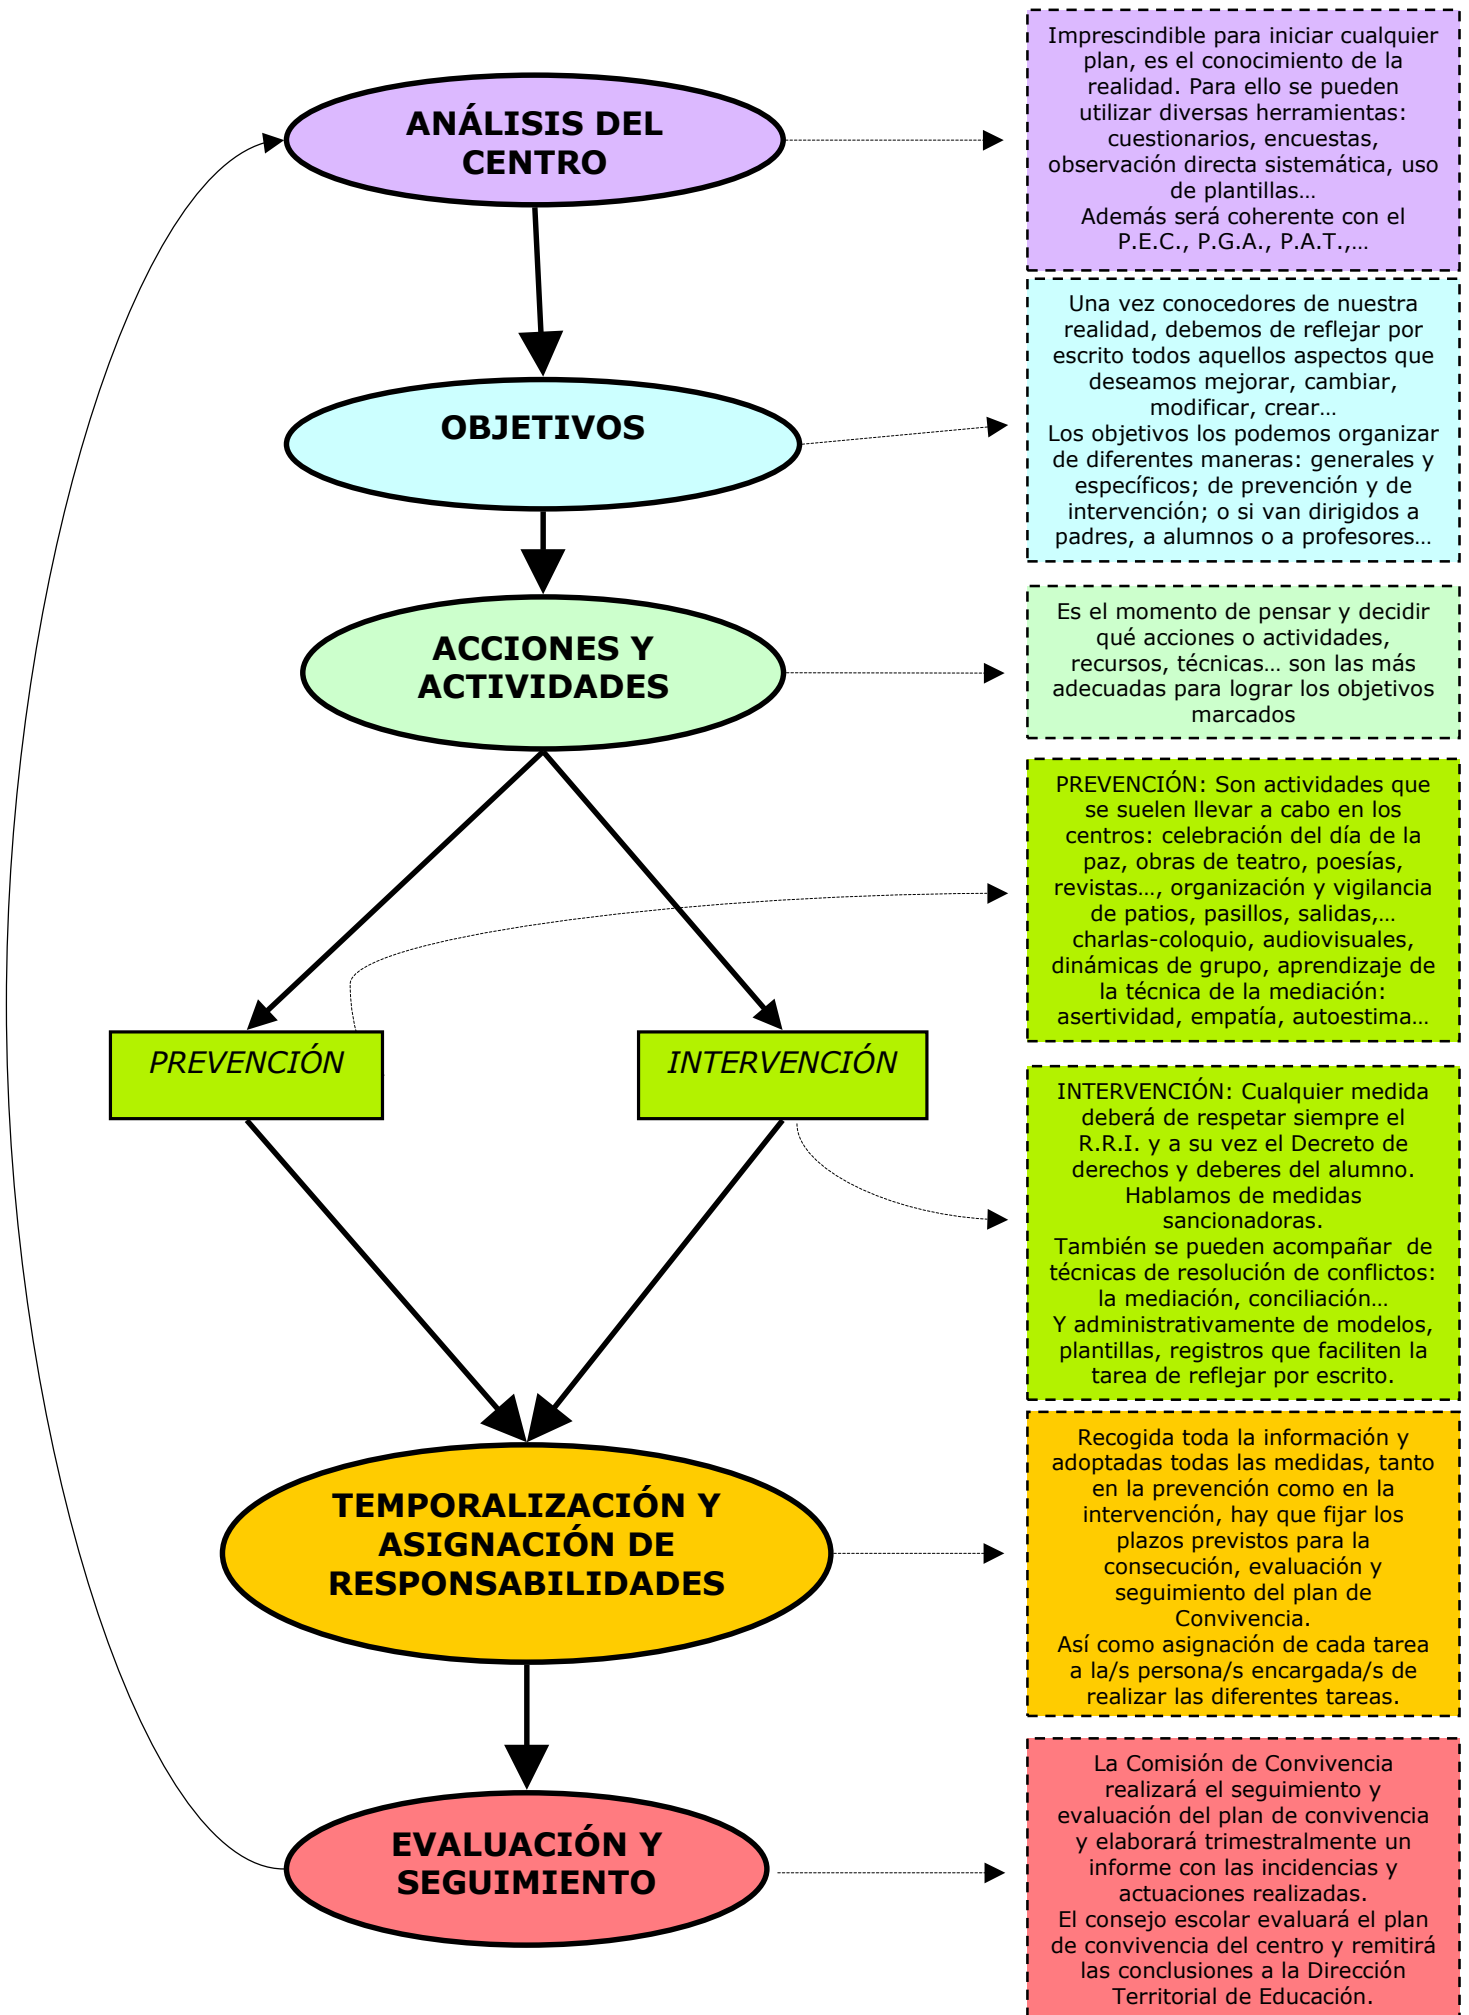 ANÁLISIS DEL
CENTRO
Imprescindible para iniciar cualquier
plan, es el conocimiento de la
realidad. Para ello se pueden
utilizar diversas herramientas:
cuestionarios, encuestas,
observación directa sistemática, uso
de plantillas…
Además será coherente con el
P.E.C., P.G.A., P.A.T.,…
OBJETIVOS
Una vez conocedores de nuestra
realidad, debemos de reflejar por
escrito todos aquellos aspectos que
deseamos mejorar, cambiar,
modificar, crear…
Los objetivos los podemos organizar
de diferentes maneras: generales y
específicos; de prevención y de
intervención; o si van dirigidos a
padres, a alumnos o a profesores…
ACCIONES Y
ACTIVIDADES
Es el momento de pensar y decidir
qué acciones o actividades,
recursos, técnicas… son las más
adecuadas para lograr los objetivos
marcados
PREVENCIÓN
PREVENCIÓN: Son actividades que
se suelen llevar a cabo en los
centros: celebración del día de la
paz, obras de teatro, poesías,
revistas…, organización y vigilancia
de patios, pasillos, salidas,…
charlas-coloquio, audiovisuales,
dinámicas de grupo, aprendizaje de
la técnica de la mediación:
asertividad, empatía, autoestima…
INTERVENCIÓN
INTERVENCIÓN: Cualquier medida
deberá de respetar siempre el
R.R.I. y a su vez el Decreto de
derechos y deberes del alumno.
Hablamos de medidas
sancionadoras.
También se pueden acompañar  de
técnicas de resolución de conflictos:
la mediación, conciliación…
Y administrativamente de modelos,
plantillas, registros que faciliten la
tarea de reflejar por escrito.
TEMPORALIZACIÓN Y
ASIGNACIÓN DE
RESPONSABILIDADES
Recogida toda la información y
adoptadas todas las medidas, tanto
en la prevención como en la
intervención, hay que fijar los
plazos previstos para la
consecución, evaluación y
seguimiento del plan de
Convivencia.
Así como asignación de cada tarea
a la/s persona/s encargada/s de
realizar las diferentes tareas.
EVALUACIÓN Y
SEGUIMIENTO
La Comisión de Convivencia
realizará el seguimiento y
evaluación del plan de convivencia
y elaborará trimestralmente un
informe con las incidencias y
actuaciones realizadas.
El consejo escolar evaluará el plan
de convivencia del centro y remitirá
las conclusiones a la Dirección
Territorial de Educación.